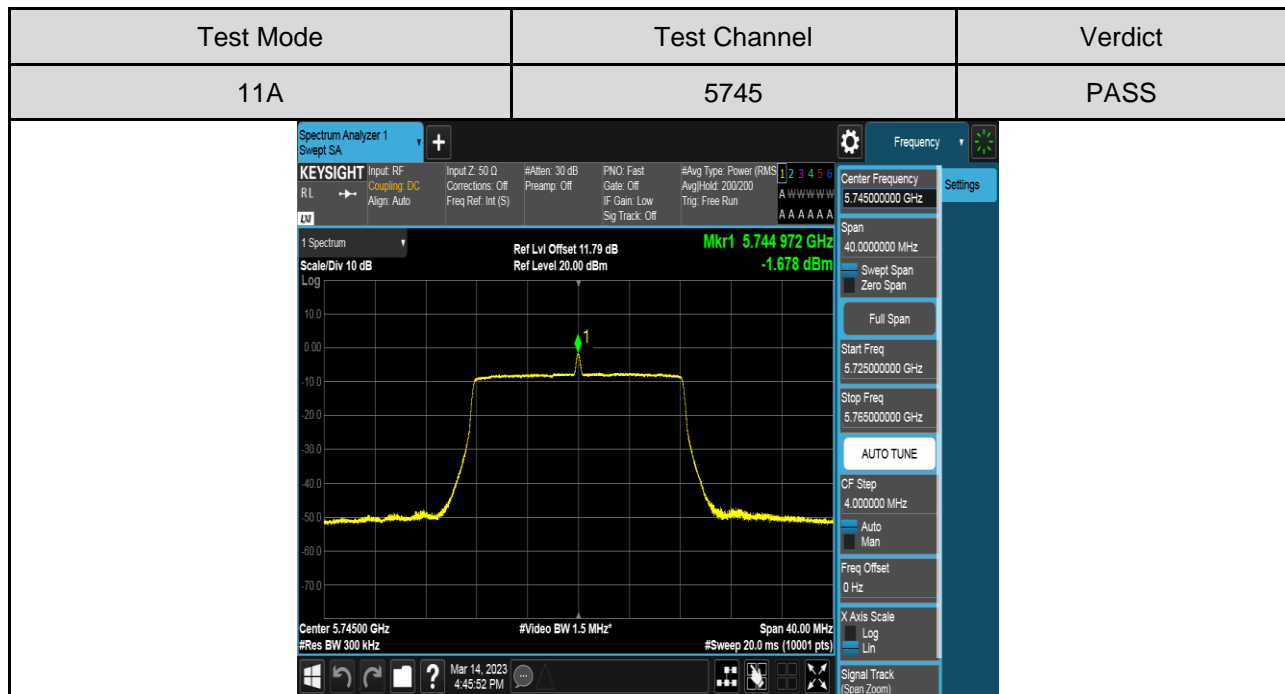 Test Mode Test Channel Verdict
11A 5745 PASS
Spectrum Analyzer 1
Swept SA
+
Frequency
KEYSIGHT
RL
LXI
Input: RF
Coupling: DC
Align: Auto
Input Z: 50 Ω
Corrections: Off
Freq Ref: Int (S)
#Atten: 30 dB
Preamp: Off
PNO: Fast
Gate: Off
IF Gain: Low
Sig Track: Off
#Avg Type: Power (RMS
Avg|Hold: 200/200
Trig: Free Run
1 2 3 4 5 6
A W W W W W
A A A A A A
1 Spectrum
Scale/Div 10 dB
Log
Ref Lvl Offset 11.79 dB
Ref Level 20.00 dBm
Mkr1 5.744 972 GHz
-1.678 dBm
10.0
0.00
-10.0
-20.0
-30.0
-40.0
-50.0
-60.0
-70.0
1
Center 5.74500 GHz
#Res BW 300 kHz
#Video BW 1.5 MHz*
Span 40.00 MHz
#Sweep 20.0 ms (10001 pts)
?
Mar 14, 2023
4:45:52 PM
Center Frequency
5.745000000 GHz
Settings
Span
40.0000000 MHz
Swept Span
Zero Span
Full Span
Start Freq
5.725000000 GHz
Stop Freq
5.765000000 GHz
AUTO TUNE
CF Step
4.000000 MHz
Auto
Man
Freq Offset
0 Hz
X Axis Scale
Log
Lin
Signal Track
(Span Zoom)